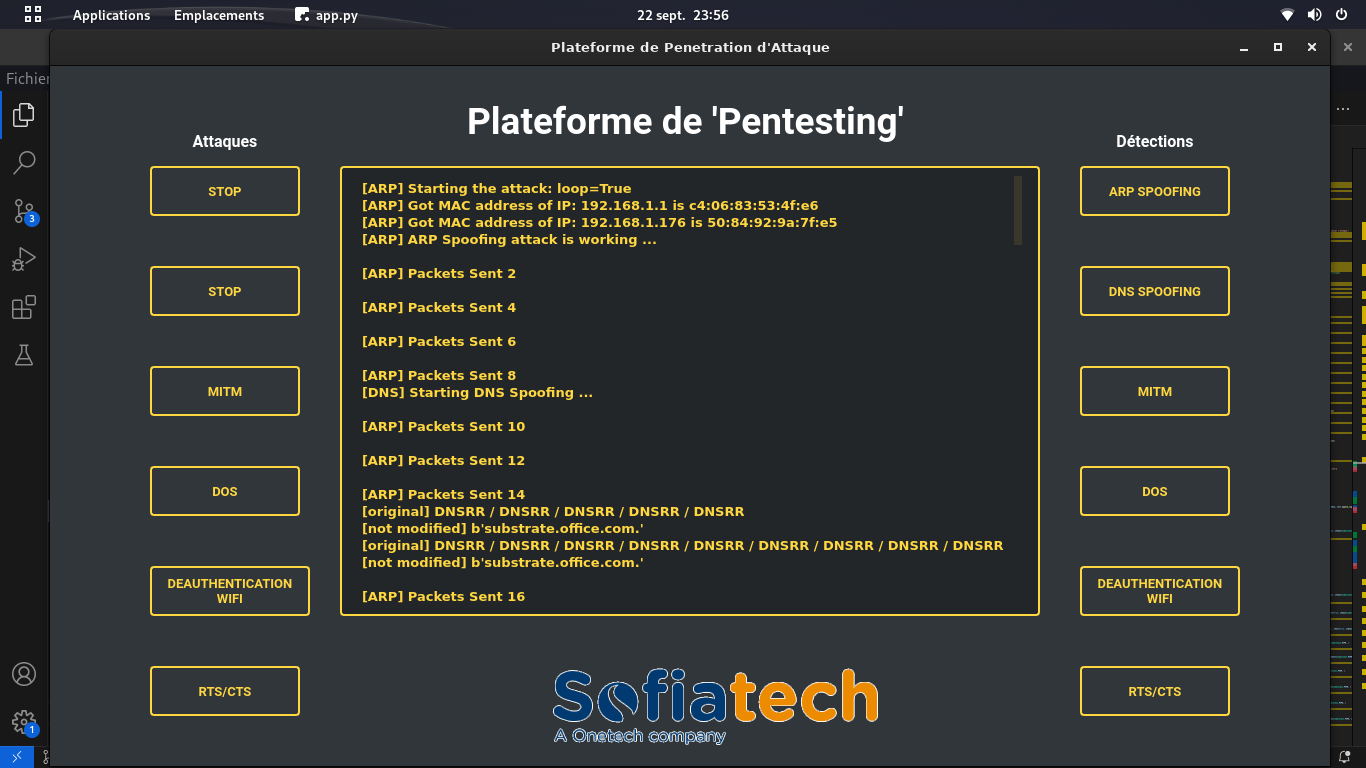 Applications Emplacements app.py 22 sept. 23:56
Plateforme de Penetration d'Attaque
Fichier
Plateforme de 'Pentesting'
Attaques
Détections
STOP
STOP
MITM
DOS
DEAUTHENTICATION
WIFI
RTS/CTS
[ARP] Starting the attack: loop=True
[ARP] Got MAC address of IP: 192.168.1.1 is c4:06:83:53:4f:e6
[ARP] Got MAC address of IP: 192.168.1.176 is 50:84:92:9a:7f:e5
[ARP] ARP Spoofing attack is working ...
[ARP] Packets Sent 2
[ARP] Packets Sent 4
[ARP] Packets Sent 6
[ARP] Packets Sent 8
[DNS] Starting DNS Spoofing ...
[ARP] Packets Sent 10
[ARP] Packets Sent 12
[ARP] Packets Sent 14
[original] DNSRR / DNSRR / DNSRR / DNSRR / DNSRR
[not modified] b'substrate.office.com.'
[original] DNSRR / DNSRR / DNSRR / DNSRR / DNSRR / DNSRR / DNSRR / DNSRR / DNSRR
[not modified] b'substrate.office.com.'
[ARP] Packets Sent 16
ARP SPOOFING
DNS SPOOFING
MITM
DOS
DEAUTHENTICATION
WIFI
RTS/CTS
3
1
Sofiatech
A Onetech company